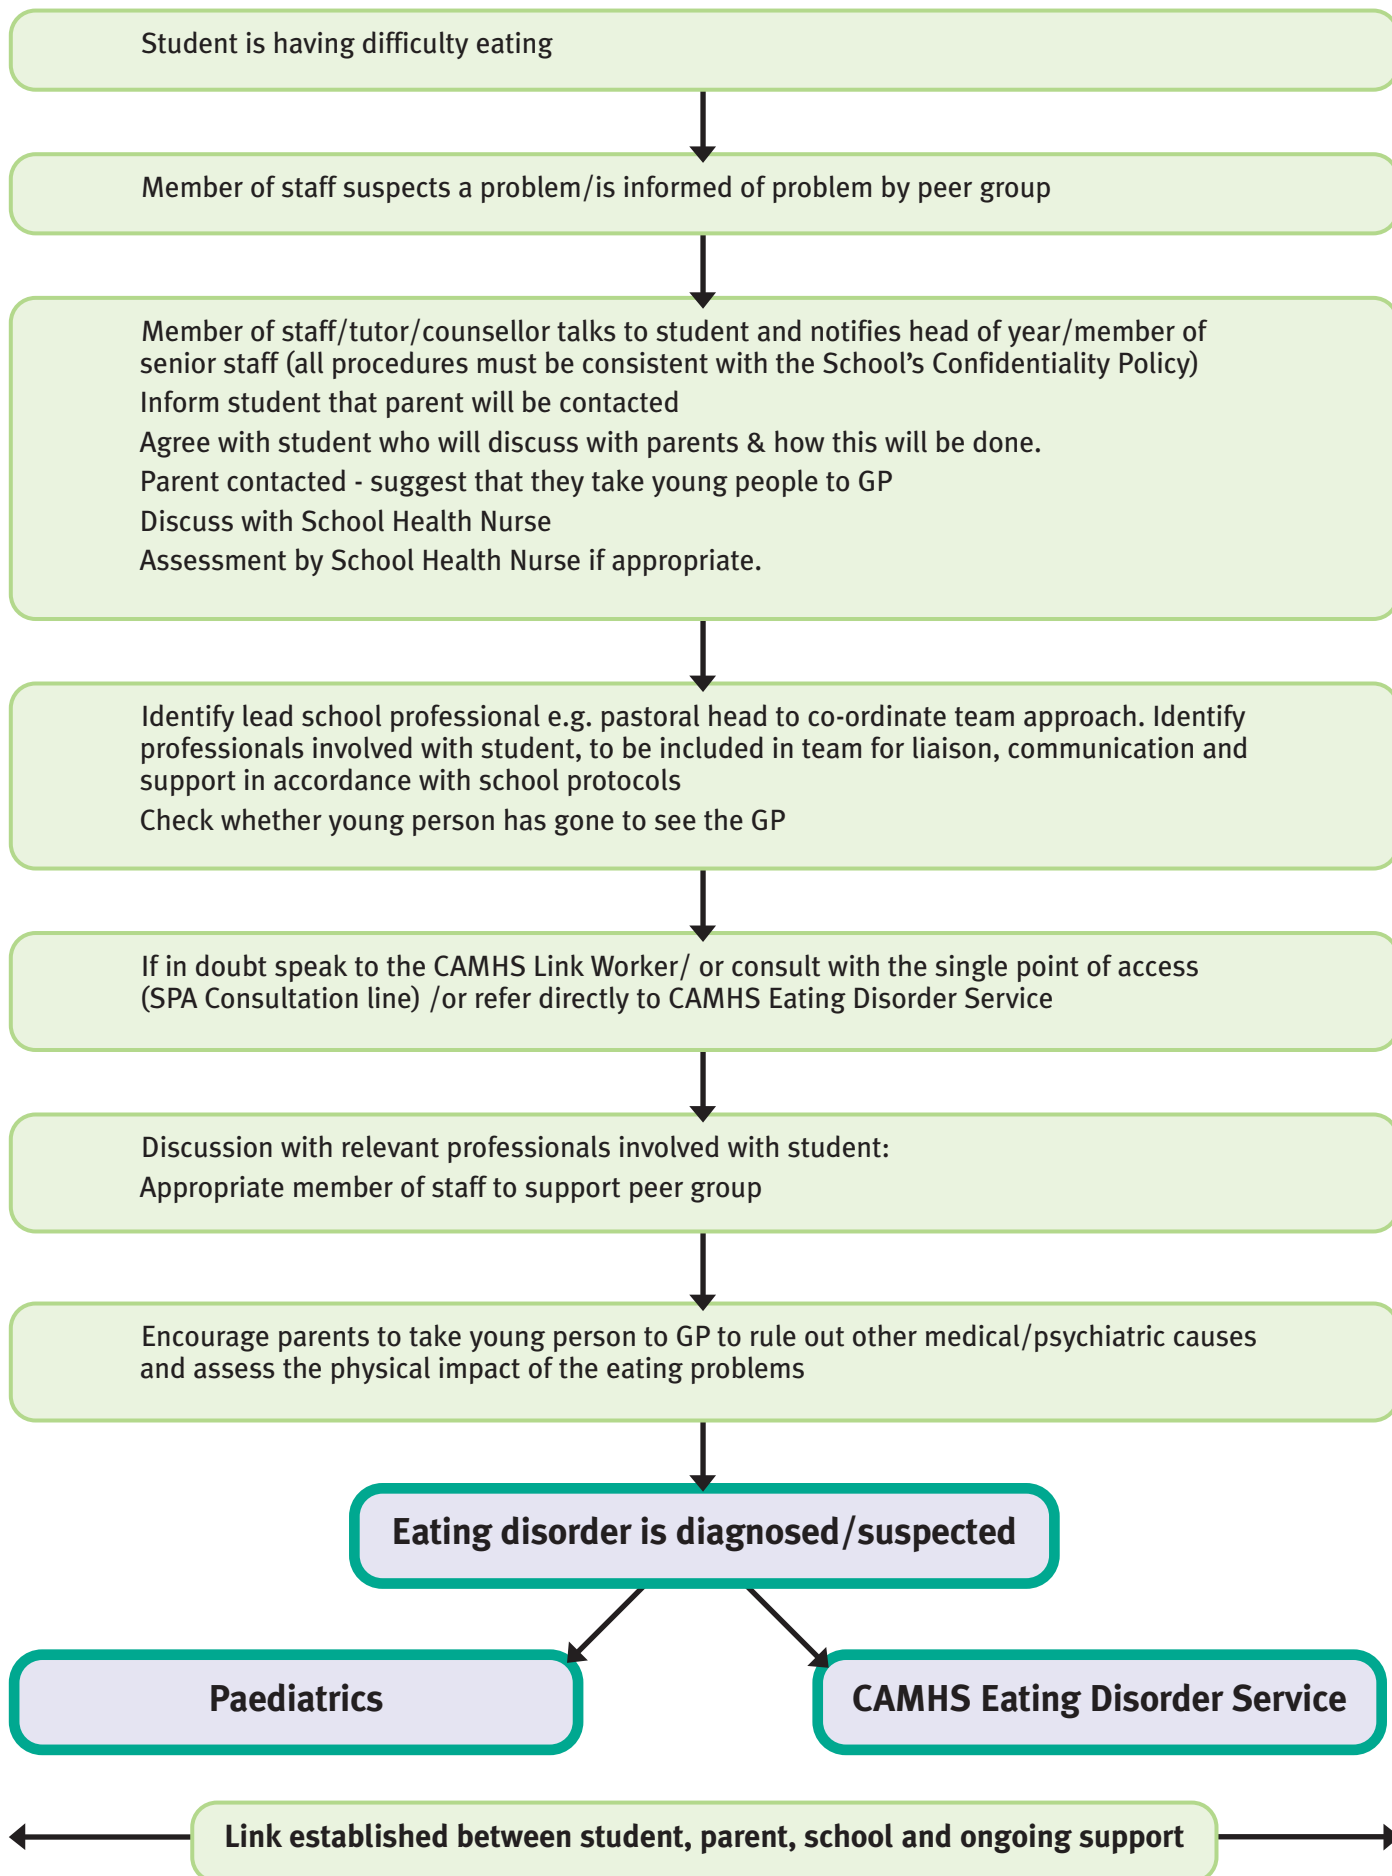 Student is having difficulty eating
Member of staff suspects a problem/is informed of problem by peer group
Member of staff/tutor/counsellor talks to student and notifies head of year/member of
senior staff (all procedures must be consistent with the School’s Confidentiality Policy)
Inform student that parent will be contacted
Agree with student who will discuss with parents & how this will be done.
Parent contacted - suggest that they take young people to GP
Discuss with School Health Nurse
Assessment by School Health Nurse if appropriate.
Identify lead school professional e.g. pastoral head to co-ordinate team approach. Identify
professionals involved with student, to be included in team for liaison, communication and
support in accordance with school protocols
Check whether young person has gone to see the GP
If in doubt speak to the CAMHS Link Worker/ or consult with the single point of access
(SPA Consultation line) /or refer directly to CAMHS Eating Disorder Service
Discussion with relevant professionals involved with student:
Appropriate member of staff to support peer group
Encourage parents to take young person to GP to rule out other medical/psychiatric causes
and assess the physical impact of the eating problems
Eating disorder is diagnosed/suspected
Paediatrics
CAMHS Eating Disorder Service
Link established between student, parent, school and ongoing support